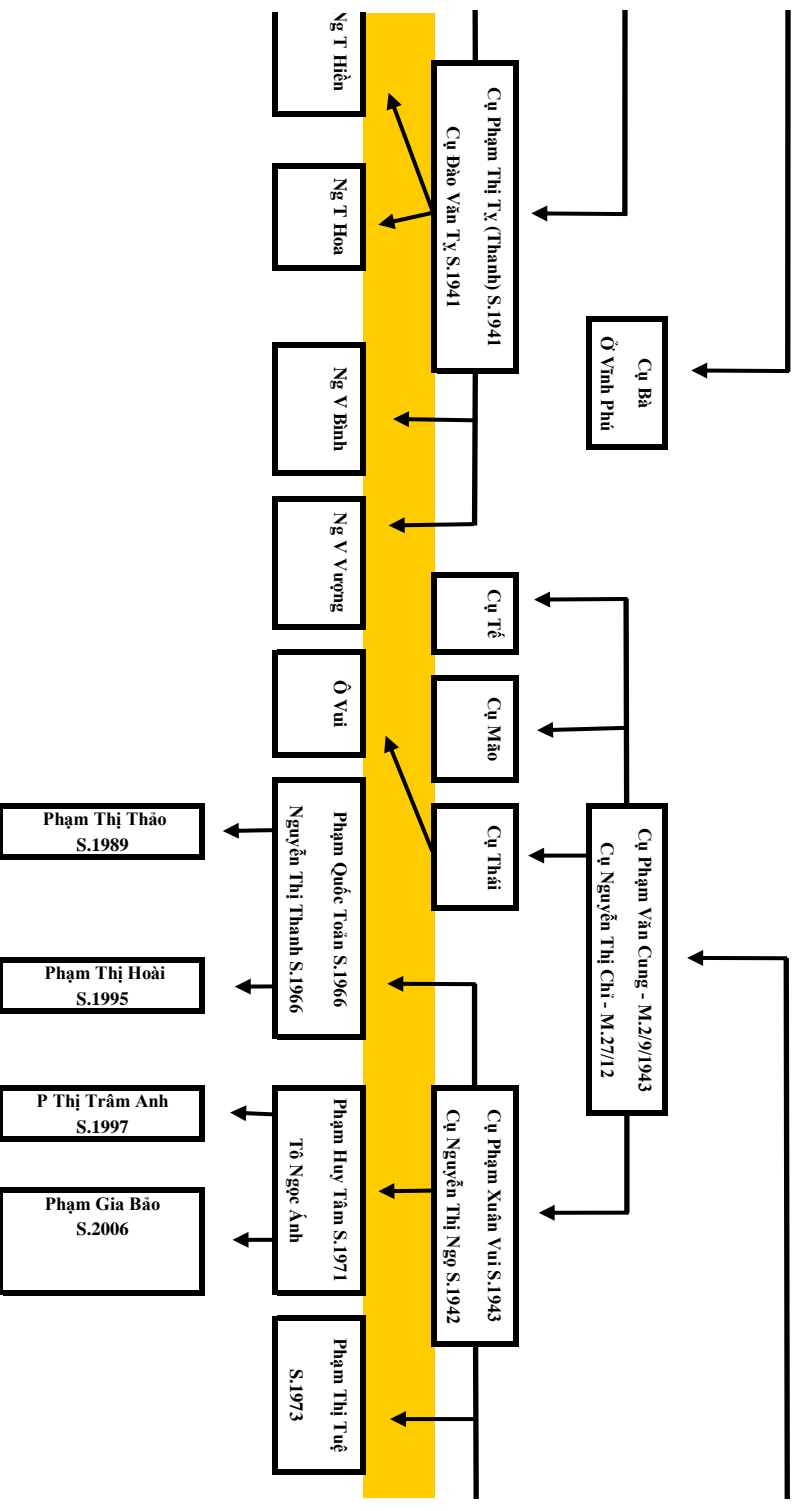 Cụ Bà
Ở Vĩnh Phú
Cụ Phạm Văn Cung - M.2/9/1943
Cụ Nguyễn Thị Chỉ - M.27/12
Cụ Phạm Thị Tỵ (Thanh) S.1941
Cụ Đào Văn Tỵ S.1941
Cụ Tế
Cụ Mão
Cụ Thái
Cụ Phạm Xuân Vui S.1943
Cụ Nguyễn Thị Ngọ S.1942
Ng T Hiền
Ng T Hoa
Ng V Bình
Ng V Vượng
Ô Vui
Phạm Quốc Toản S.1966
Nguyễn Thị Thanh S.1966
Phạm Huy Tâm S.1971
Tô Ngọc Ánh
Phạm Thị Tuệ
S.1973
Phạm Thị Thảo
S.1989
Phạm Thị Hoài
S.1995
P Thị Trâm Anh
S.1997
Phạm Gia Bảo
S.2006